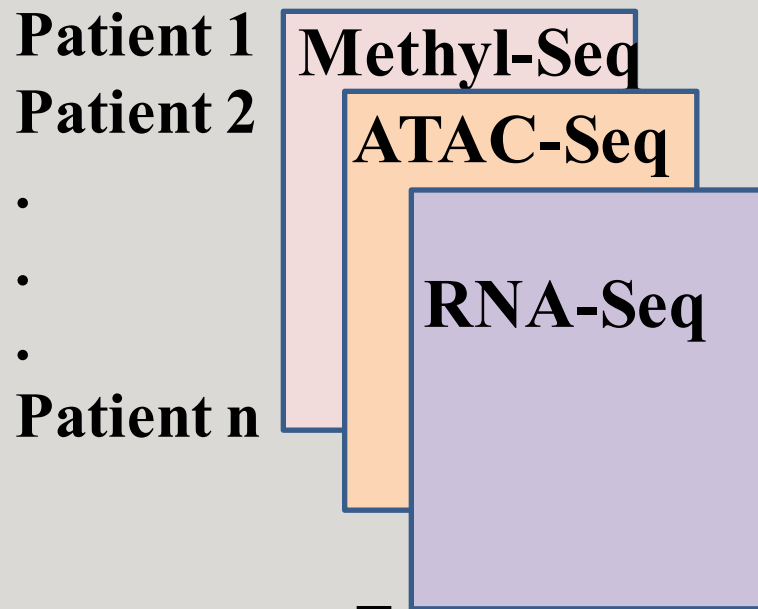 Patient 1
Patient 2
.
.
.
Patient n
Methyl-Seq
ATAC-Seq
RNA-Seq